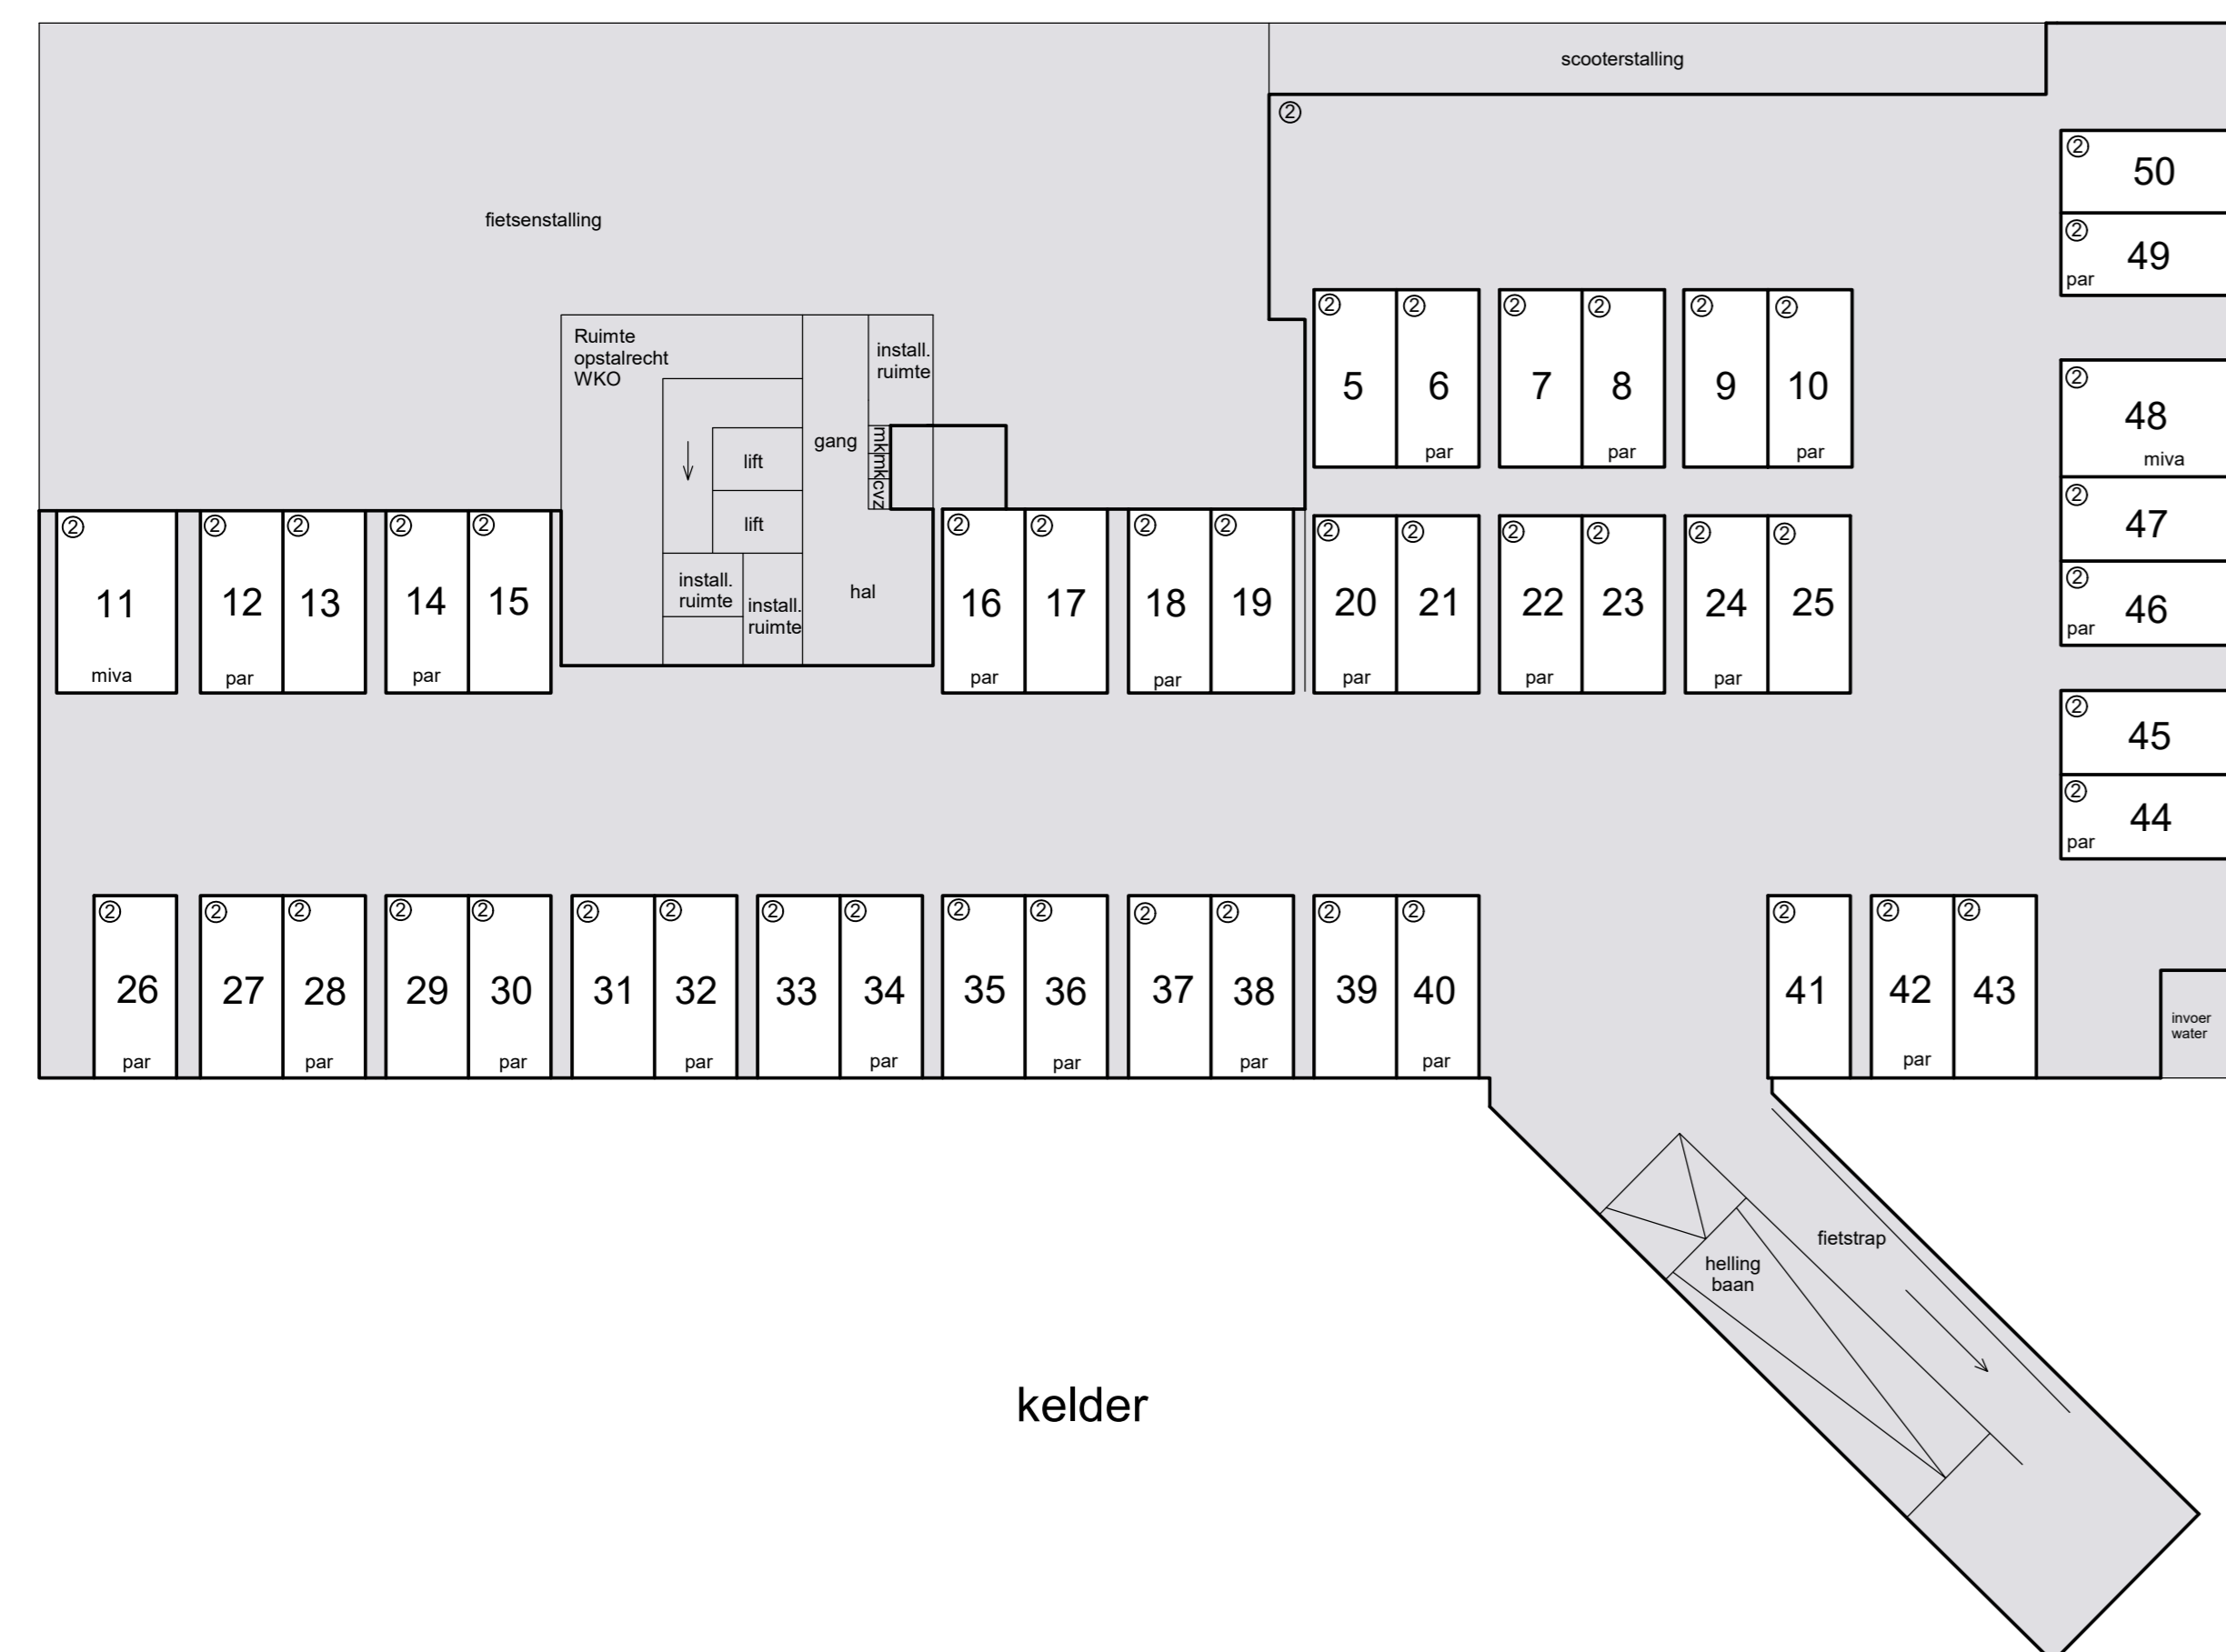 scooterstalling
②
② 50
② 49
par
fietsenstalling
② ② ② ② ② ②
5 6 7 8 9 10
par par par
Ruimte
opstalrecht
WKO
install.
ruimte
gang
mk
mk
cvz
lift
lift
install.
ruimte
install.
ruimte
hal
②
48
miva
②
47
②
46
par
② ② ② ② ② ② ② ② ② ② ② ② ② ② ②
11 12 13 14 15 16 17 18 19 20 21 22 23 24 25
miva par par par par par par par
②
45
②
44
par
② ② ② ② ② ② ② ② ② ② ② ② ② ② ② ② ② ②
26 27 28 29 30 31 32 33 34 35 36 37 38 39 40 41 42 43
par par par par par par par par par
invoer
water
fietstrap
helling
baan
kelder